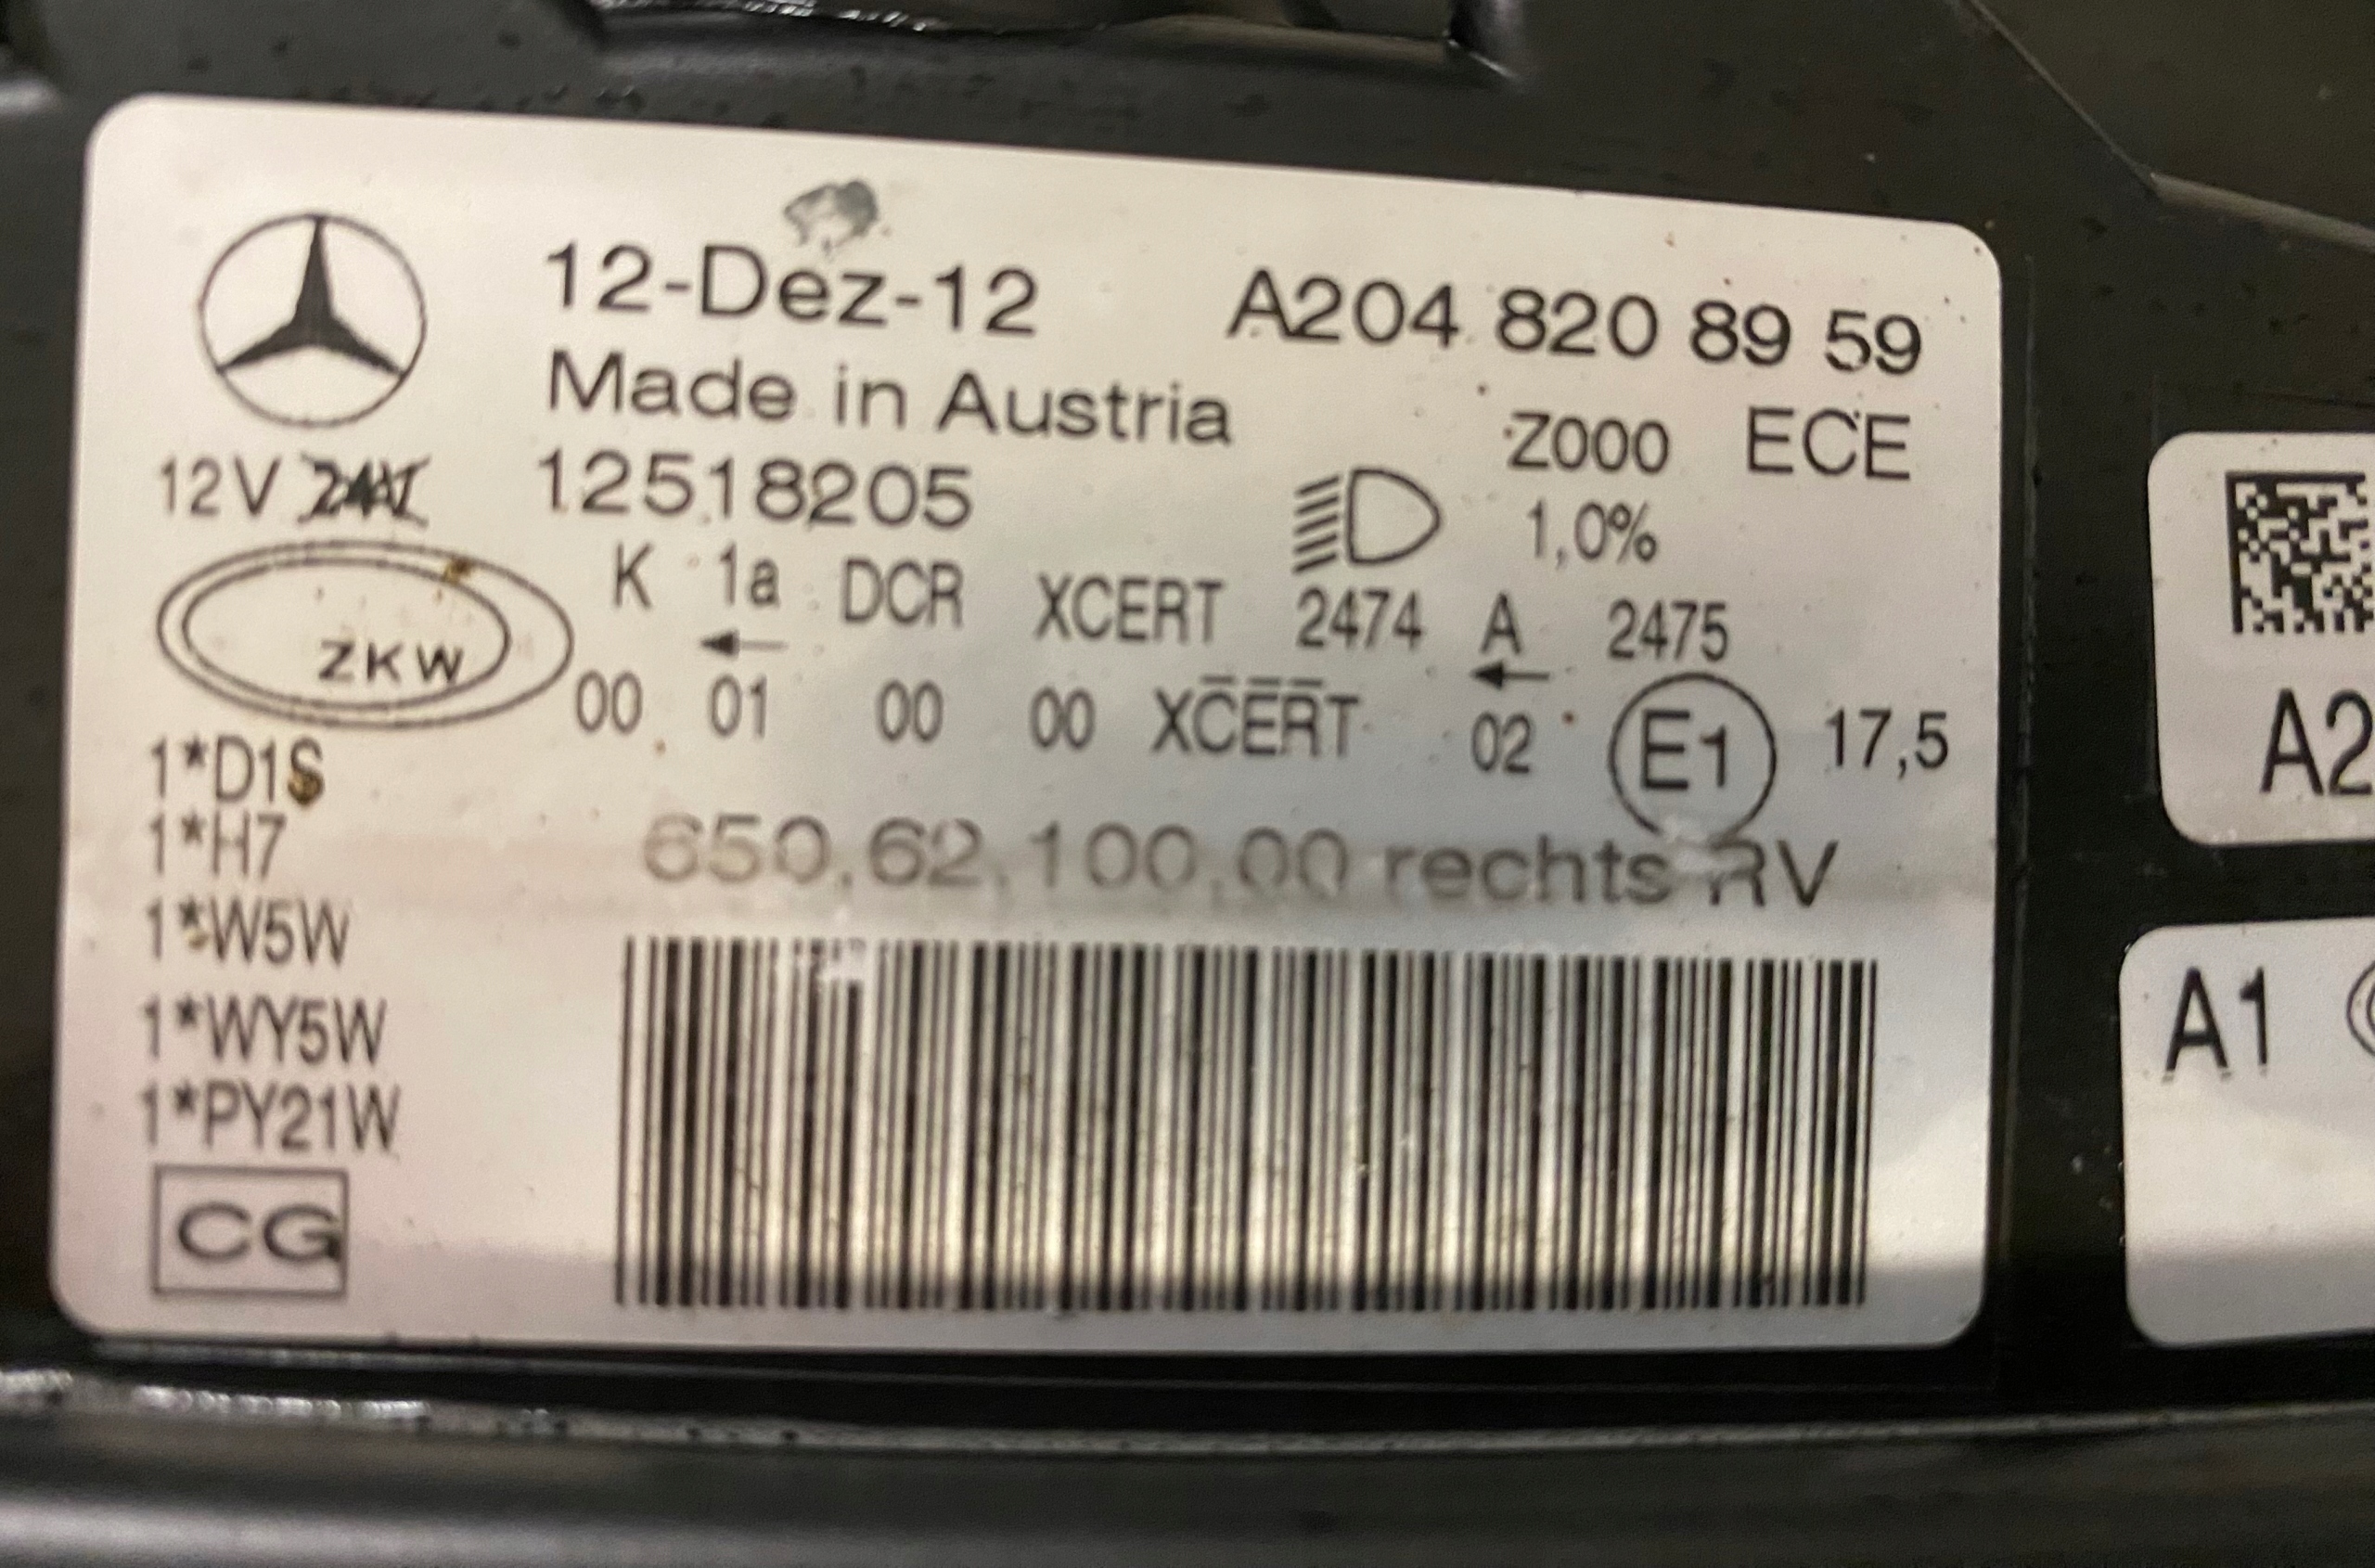 12-Dez-12 A204 820 89 59
Made in Austria Z000 ECE
12V 12518205 1,0%
K 1a DCR XCERT 2474 A 2475
ZKW
00 01 00 00 XCERT 02 E1 17,5
1*D1S
1*H7
650.62.100.00 rechts RV
1*W5W
1*WY5W
1*PY21W
CG
A2
A1